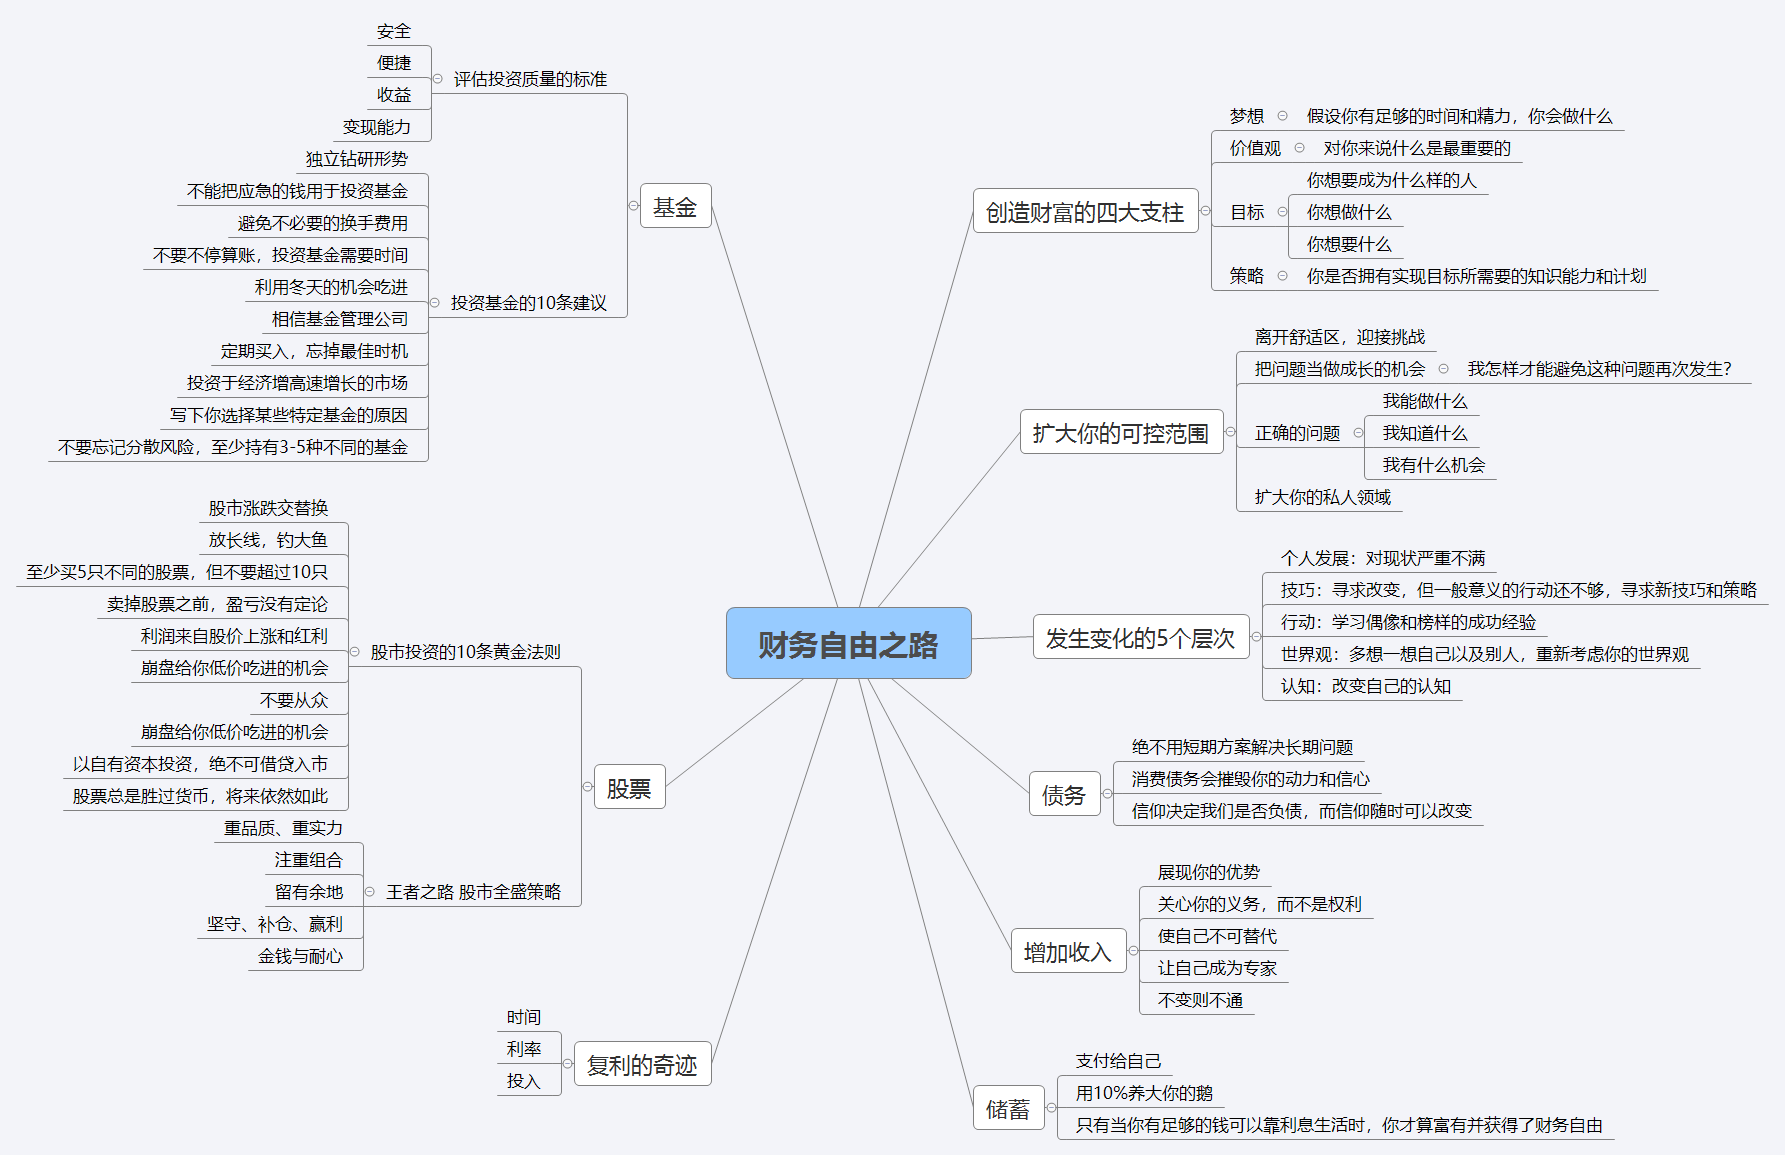 财务自由之路
创造财富的四大支柱
梦想
假设你有足够的时间和精力，你会做什么
价值观
对你来说什么是最重要的
目标
你想要成为什么样的人
你想做什么
你想要什么
策略
你是否拥有实现目标所需要的知识能力和计划
扩大你的可控范围
离开舒适区，迎接挑战
把问题当做成长的机会
我怎样才能避免这种问题再次发生？
正确的问题
我能做什么
我知道什么
我有什么机会
扩大你的私人领域
发生变化的5个层次
个人发展：对现状严重不满
技巧：寻求改变，但一般意义的行动还不够，寻求新技巧和策略
行动：学习偶像和榜样的成功经验
世界观：多想一想自己以及别人，重新考虑你的世界观
认知：改变自己的认知
债务
绝不用短期方案解决长期问题
消费债务会摧毁你的动力和信心
信仰决定我们是否负债，而信仰随时可以改变
增加收入
展现你的优势
关心你的义务，而不是权利
使自己不可替代
让自己成为专家
不变则不通
储蓄
支付给自己
用10%养大你的鹅
只有当你有足够的钱可以靠利息生活时，你才算富有并获得了财务自由
基金
评估投资质量的标准
安全
便捷
收益
变现能力
投资基金的10条建议
独立钻研形势
不能把应急的钱用于投资基金
避免不必要的换手费用
不要不停算账，投资基金需要时间
利用冬天的机会吃进
相信基金管理公司
定期买入，忘掉最佳时机
投资于经济增高速增长的市场
写下你选择某些特定基金的原因
不要忘记分散风险，至少持有3-5种不同的基金
股票
股市投资的10条黄金法则
股市涨跌交替换
放长线，钓大鱼
至少买5只不同的股票，但不要超过10只
卖掉股票之前，盈亏没有定论
利润来自股价上涨和红利
崩盘给你低价吃进的机会
不要从众
崩盘给你低价吃进的机会
以自有资本投资，绝不可借贷入市
股票总是胜过货币，将来依然如此
王者之路 股市全盛策略
重品质、重实力
注重组合
留有余地
坚守、补仓、赢利
金钱与耐心
复利的奇迹
时间
利率
投入